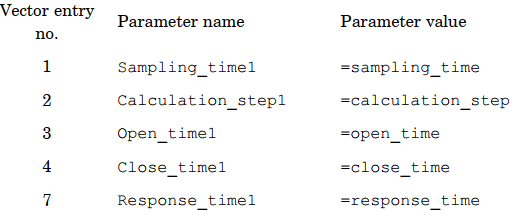 Vector entry no. Parameter name Parameter value
1 Sampling_time1 =sampling_time
2 Calculation_step1 =calculation_step
3 Open_time1 =open_time
4 Close_time1 =close_time
7 Response_time1 =response_time